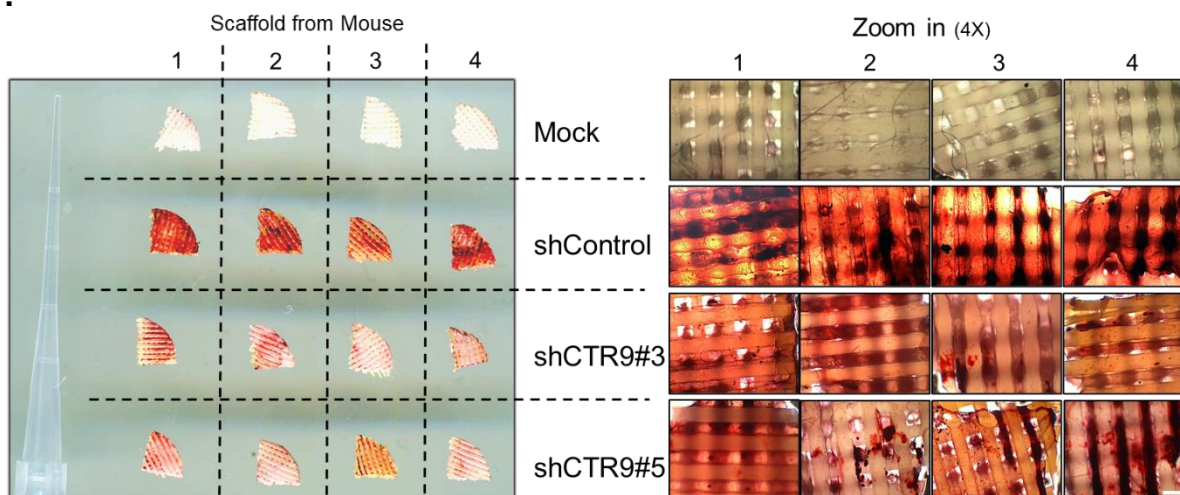 Scaffold from Mouse
1 2 3 4
Zoom in (4X)
1 2 3 4
Mock
shControl
shCTR9#3
shCTR9#5